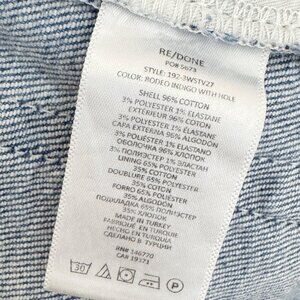 RE/DONE
PO# 5673
STYLE: 192-3WSTV27
COLOR: RODEO INDIGO WITH HOLE
SHELL 96% COTTON
3% POLYESTER 1% ELASTANE
EXTERIEUR 96% COTON
3% POLYESTER 1% ELASTANE
CAPA EXTERNA 96% ALGODON
3% POLIESTER 1% ELASTANO
ОБОЛОЧКА 96% ХЛОПОК
3% ПОЛИЭСТЕР 1% ЭЛАСТАН
LINING 65% POLYESTER
35% COTTON
DOUBLURE 65% POLYESTER
35% COTON
FORRO 65% POLIESTER
35% ALGODON
ПОДКЛАДКА 65% ПОЛИЭСТЕР
35% ХЛОПОК
MADE IN TURKEY
FABRIQUÉ EN TURQUIE
HECHO EN TURQUIA
СДЕЛАНО В ТУРЦИИ
RN# 146770
CA# 19171
30 P